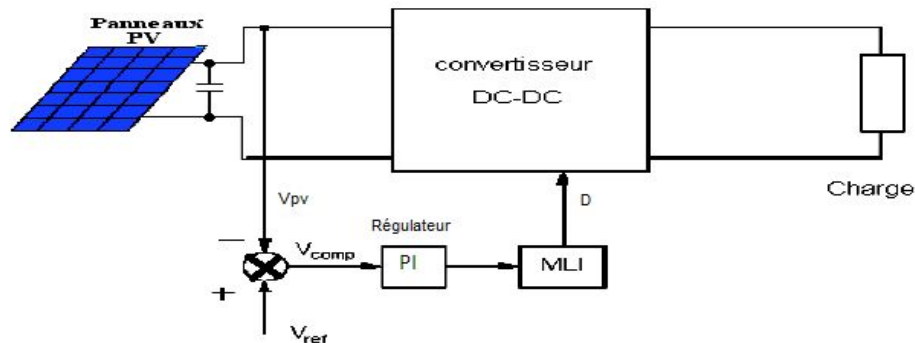 Panneaux
PV
convertisseur
DC-DC
Charge
Vpv
D
Régulateur
–
Vcomp
PI
MLI
+
Vref